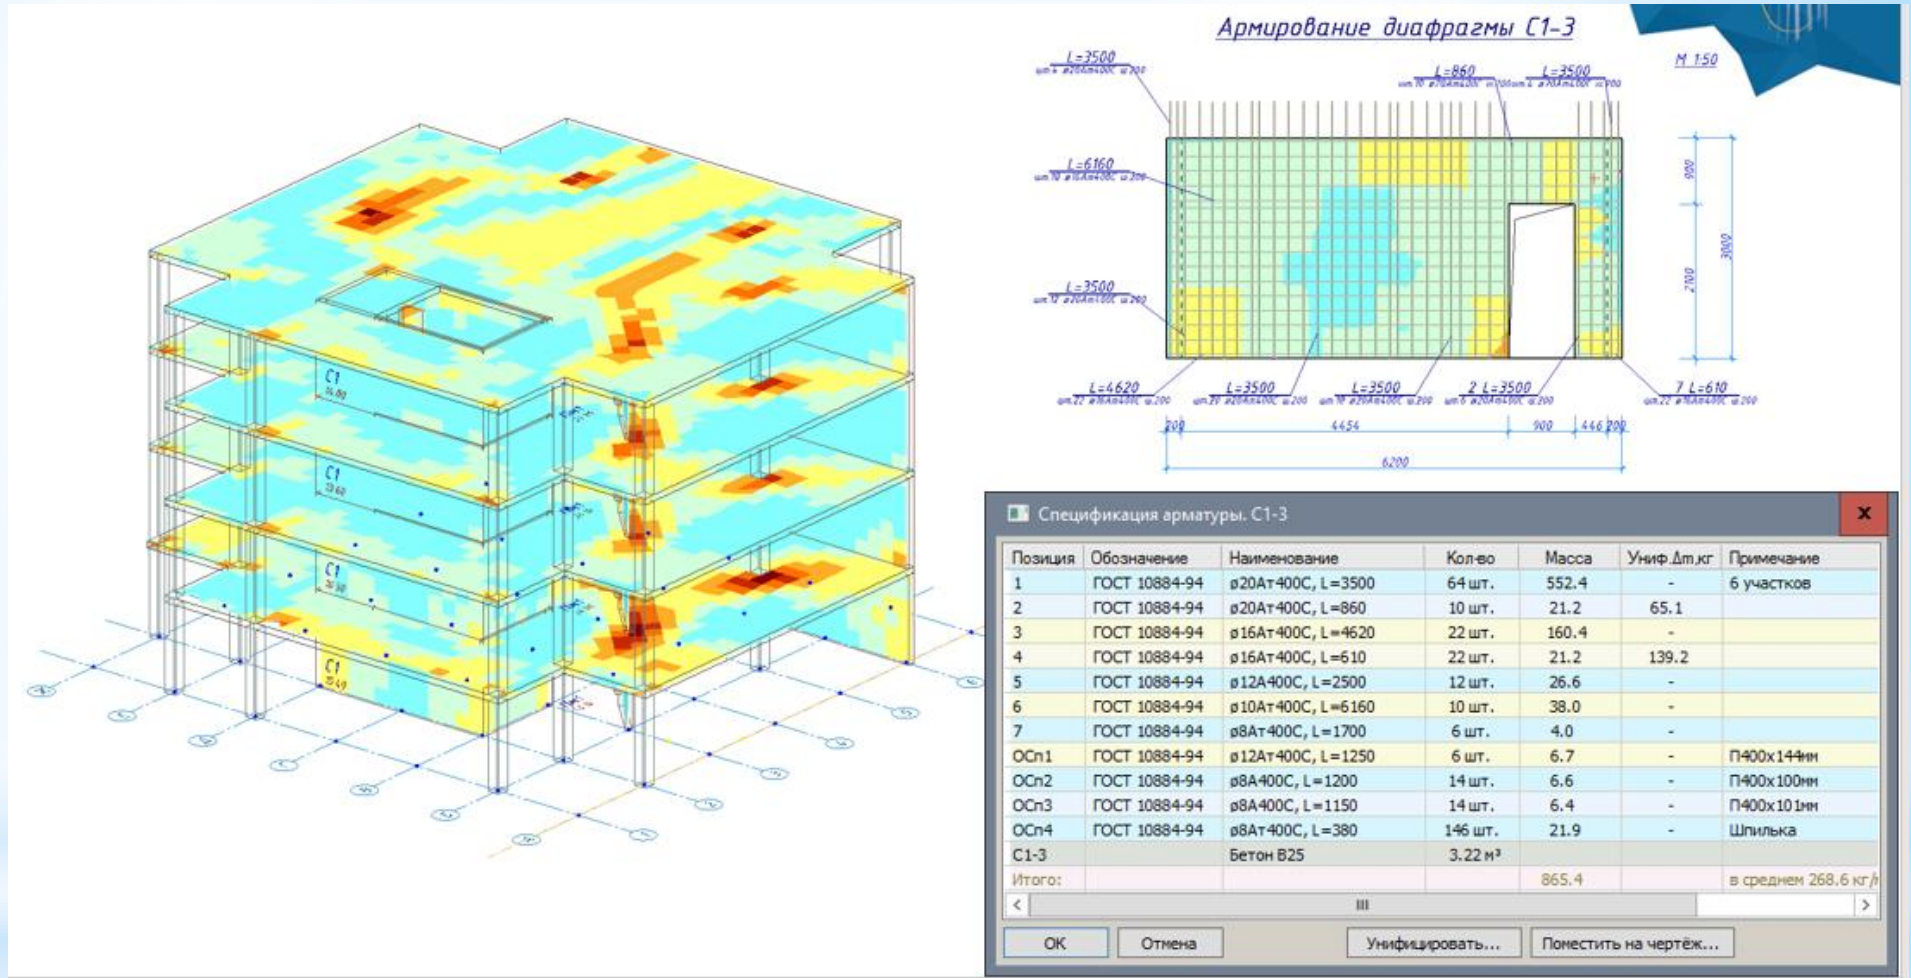 Армирование диафрагмы С1-3
М 1:50
L=3500
L=860
L=3500
L=6160
L=3500
L=4620
L=3500
L=3500
2 L=3500
7 L=610
200
4454
900
446
200
6200
900
2100
3000
С1
С1
С1
С1
Спецификация арматуры. С1-3
X
Позиция Обозначение Наименование Кол-во Масса Униф.Δm,кг Примечание
1 ГОСТ 10884-94 ø20Ат400С, L=3500 64 шт. 552.4 - 6 участков
2 ГОСТ 10884-94 ø20Ат400С, L=860 10 шт. 21.2 65.1
3 ГОСТ 10884-94 ø16Ат400С, L=4620 22 шт. 160.4 -
4 ГОСТ 10884-94 ø16Ат400С, L=610 22 шт. 21.2 139.2
5 ГОСТ 10884-94 ø12А400С, L=2500 12 шт. 26.6 -
6 ГОСТ 10884-94 ø10Ат400С, L=6160 10 шт. 38.0 -
7 ГОСТ 10884-94 ø8Ат400С, L=1700 6 шт. 4.0 -
ОСп1 ГОСТ 10884-94 ø12Ат400С, L=1250 6 шт. 6.7 - П400х144мм
ОСп2 ГОСТ 10884-94 ø8А400С, L=1200 14 шт. 6.6 - П400х100мм
ОСп3 ГОСТ 10884-94 ø8А400С, L=1150 14 шт. 6.4 - П400х101мм
ОСп4 ГОСТ 10884-94 ø8Ат400С, L=380 146 шт. 21.9 - Шпилька
С1-3 Бетон В25 3.22 м³
Итого: 865.4 в среднем 268.6 кг/
ОК Отмена Унифицировать... Поместить на чертёж...